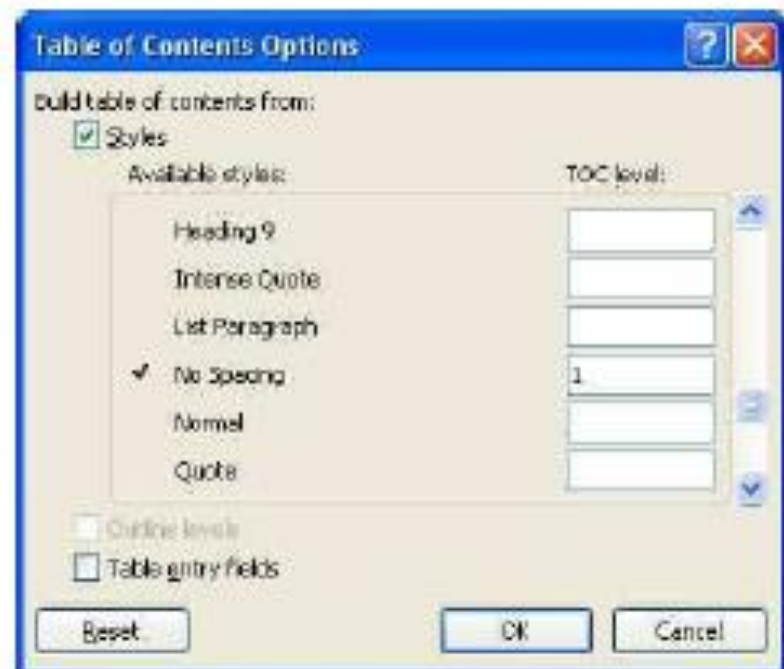 Table of Contents Options
Build table of contents from:
Styles
Available styles: TOC level:
Heading 9
Intense Quote
List Paragraph
No Spacing 1
Normal
Quote
Outline levels
Table entry fields
Reset OK Cancel